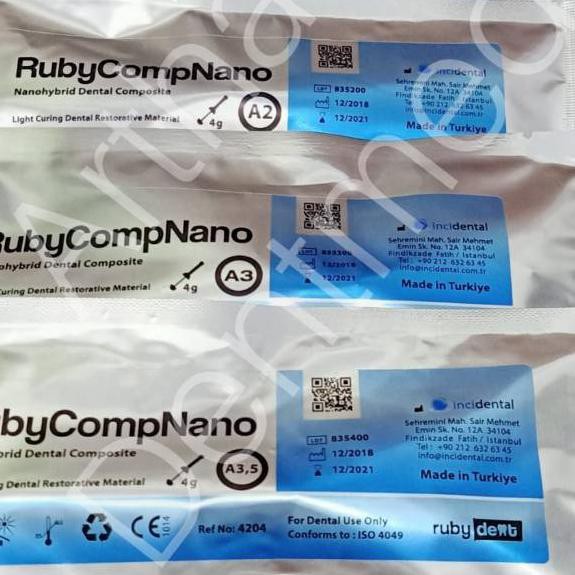 RubyCompNano
Nanohybrid Dental Composite
Light Curing Dental Restorative Material
4g
A2
LOT 835200
12/2018
12/2021
incidental
Sehremini Mah. Sair Mehmet
Emin Sk. No. 12A 34104
Findikzade Fatih / Istanbul
Tel : +90 212 632 63 45
info@incidental.com.tr
Made in Turkiye
RubyCompNano
ohybrid Dental Composite
Curing Dental Restorative Material
4g
A3
LOT
12/2018
12/2021
incidental
Sehremini Mah. Sair Mehmet
Emin Sk. No. 12A 34104
Findikzade Fatih / Istanbul
Tel : +90 212 632 63 45
info@incidental.com.tr
Made in Turkiye
byCompNano
brid Dental Composite
g Dental Restorative Material
4g
A3,5
LOT 835400
12/2018
12/2021
incidental
Sehremini Mah. Sair Mehmet
Emin Sk. No. 12A 34104
Findikzade Fatih / Istanbul
Tel : +90 212 632 63 45
info@incidental.com.tr
Made in Turkiye
CE 1014
Ref No: 4204
For Dental Use Only
Conforms to : ISO 4049
ruby dent